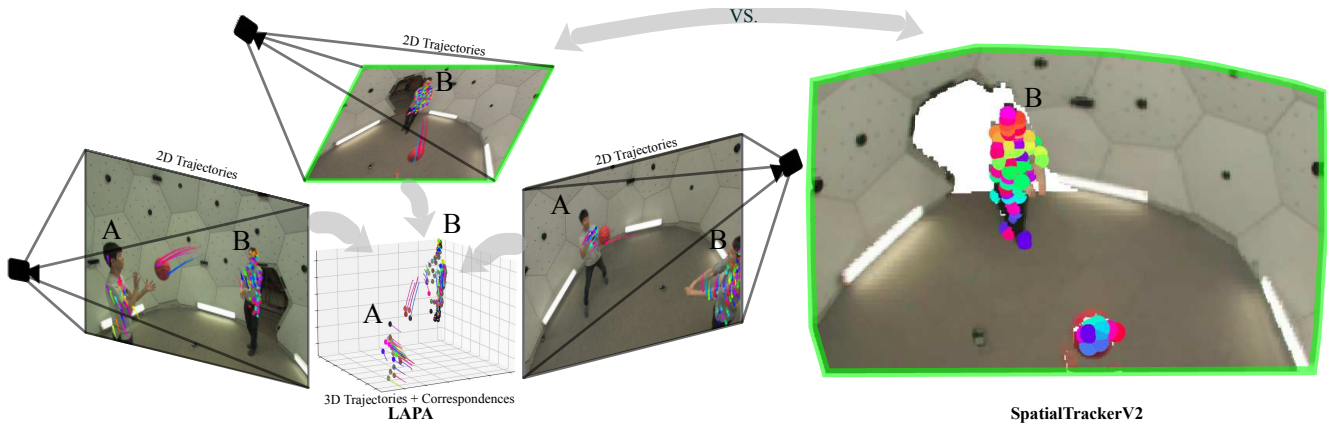 VS.
2D Trajectories
B
B
2D Trajectories
2D Trajectories
A
B
A
B
B
A
3D Trajectories + Correspondences
LAPA
SpatialTrackerV2